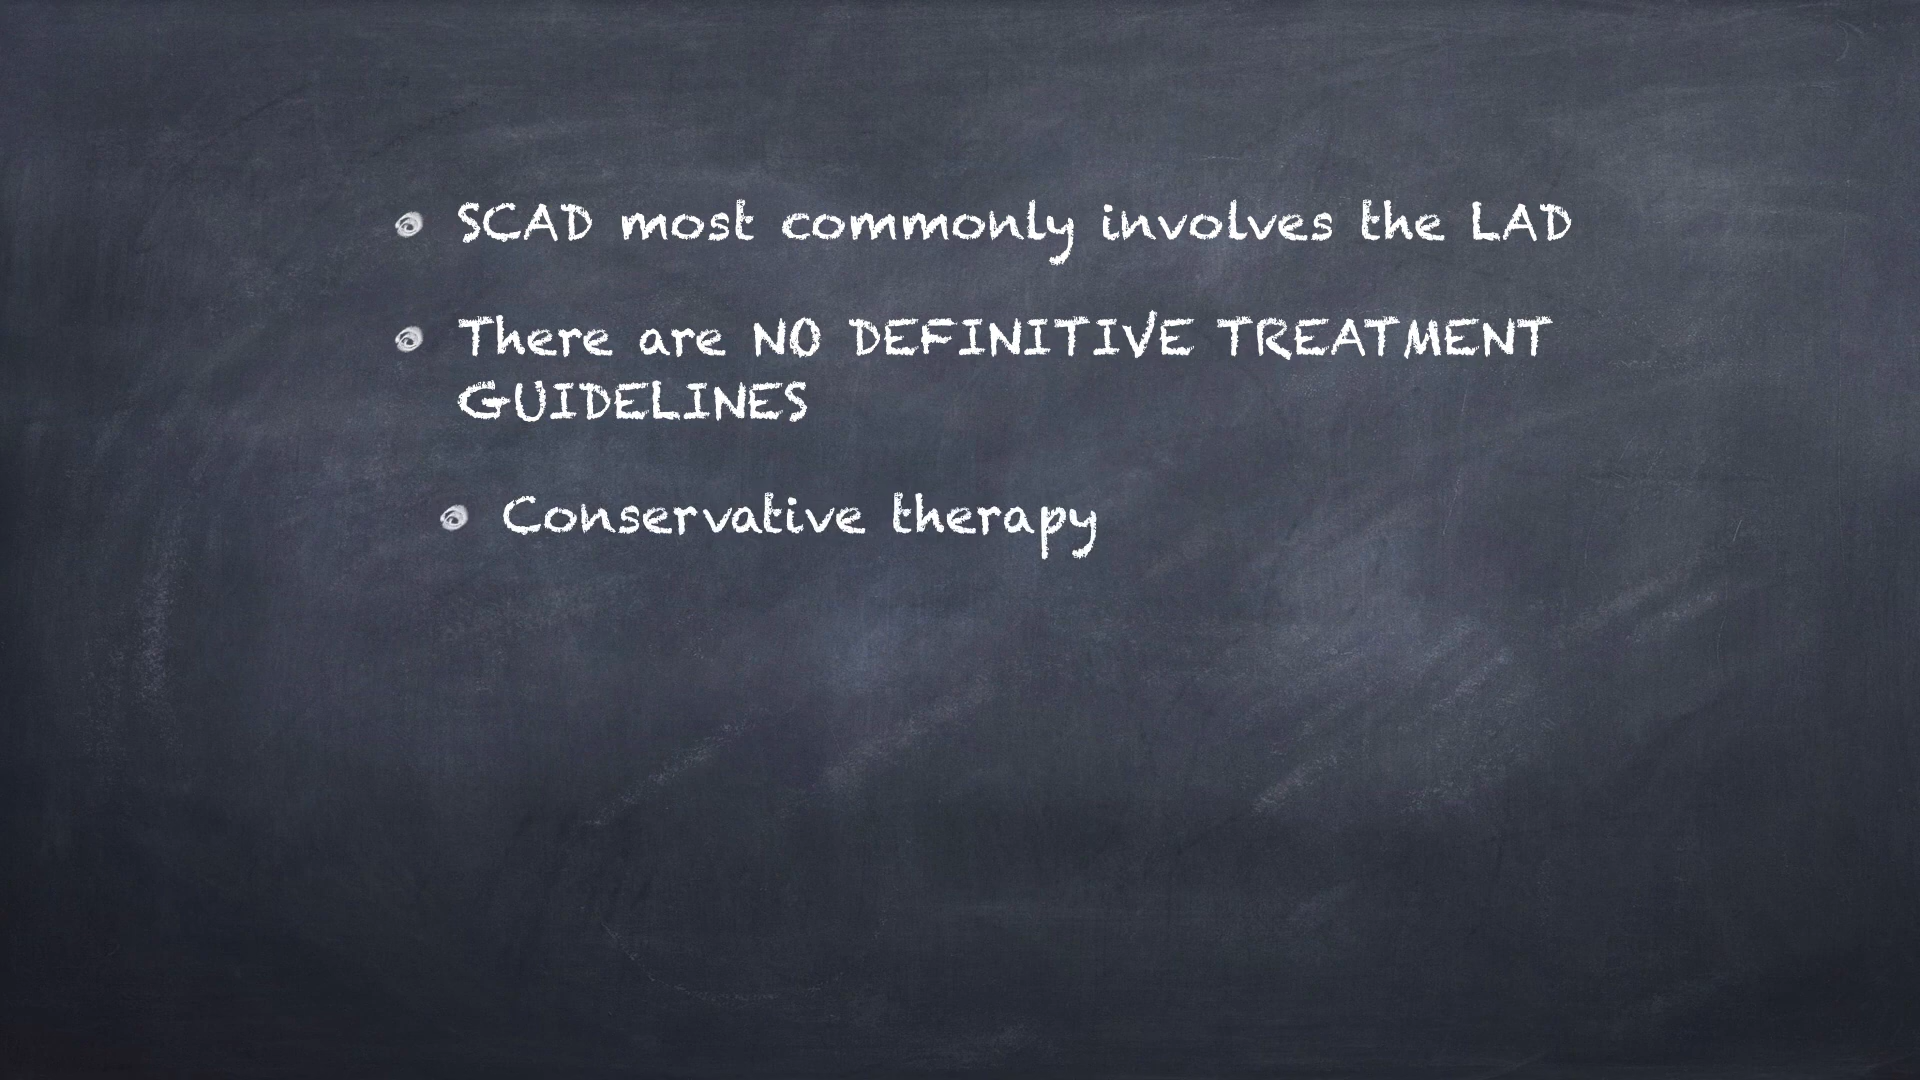 SCAD most commonly involves the LAD
There are NO DEFINITIVE TREATMENT
GUIDELINES
Conservative therapy